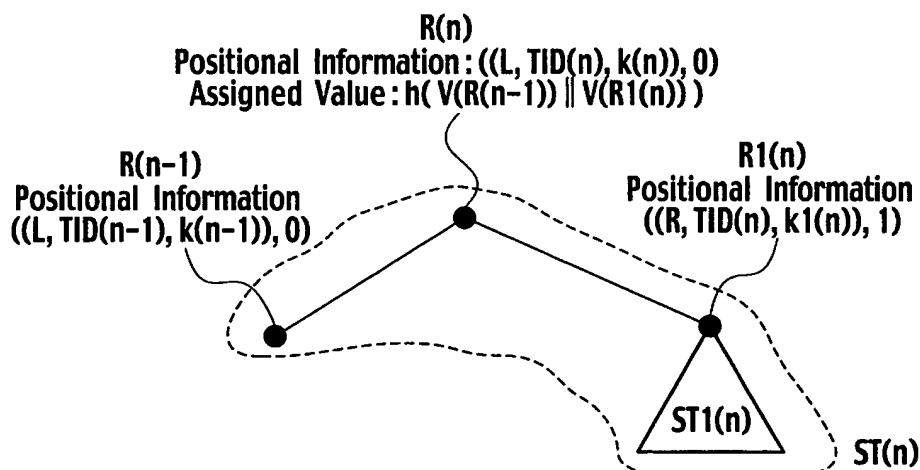 R(n)
Positional Information : ((L, TID(n), k(n)), 0)
Assigned Value : h( V(R(n-1)) || V(R1(n)) )
R(n-1)
Positional Information
((L, TID(n-1), k(n-1)), 0)
R1(n)
Positional Information
((R, TID(n), k1(n)), 1)
ST1(n)
ST(n)